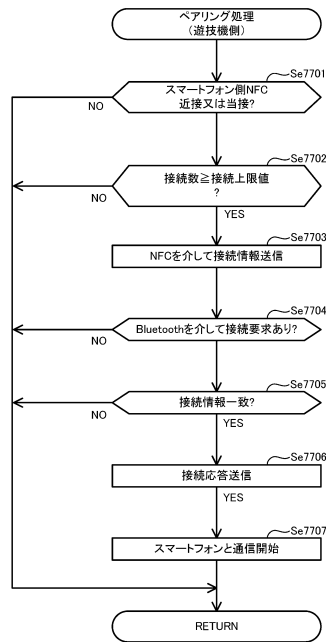 ペアリング処理
（遊技機側）
Se7701
スマートフォン側NFC
近接又は当接?
NO
Se7702
接続数≧接続上限値
?
NO
YES
Se7703
NFCを介して接続情報送信
Se7704
Bluetoothを介して接続要求あり?
NO
Se7705
接続情報一致?
NO
YES
Se7706
接続応答送信
YES
Se7707
スマートフォンと通信開始
RETURN